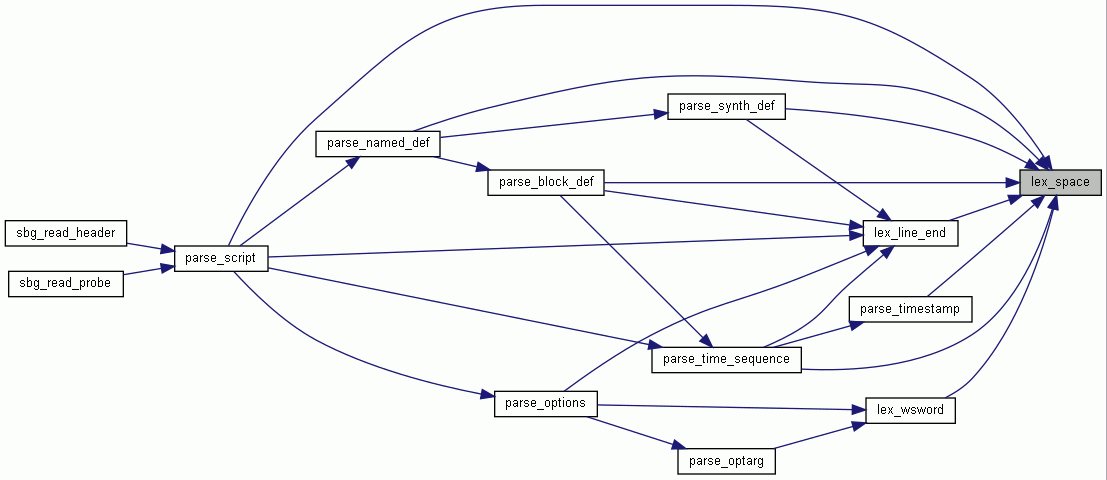 parse_synth_def
parse_named_def
parse_block_def
lex_space
sbg_read_header
lex_line_end
parse_script
sbg_read_probe
parse_timestamp
parse_time_sequence
parse_options
lex_wsword
parse_optarg